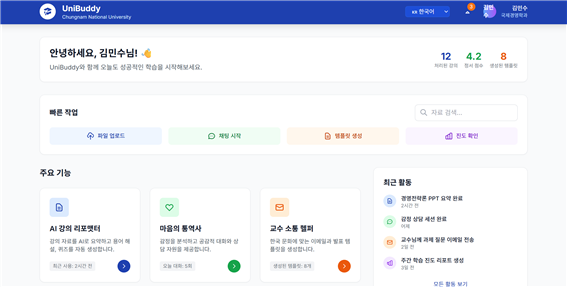 UniBuddy
Chungnam National University
KR 한국어
3
김민수
김민수
국제경영학과
안녕하세요, 김민수님! 👋
UniBuddy와 함께 오늘도 성공적인 학습을 시작해보세요.
12
4.2
8
처리된 강의
정서 점수
생성된 템플릿
빠른 작업
자료 검색...
파일 업로드
채팅 시작
템플릿 생성
진도 확인
주요 기능
AI 강의 리포맷터
강의 자료를 AI로 요약하고 용어 해
설, 퀴즈를 자동 생성합니다.
최근 사용: 2시간 전
마음의 통역사
감정을 분석하고 공감적 대화와 상
담 자원을 제공합니다.
오늘 대화: 5회
교수 소통 헬퍼
한국 문화에 맞는 이메일과 발표 템
플릿을 생성합니다.
생성된 템플릿: 8개
최근 활동
경영전략론 PPT 요약 완료
2시간 전
감정 상담 세션 완료
어제
교수님께 과제 질문 이메일 전송
2일 전
주간 학습 진도 리포트 생성
3일 전
모든 활동 보기